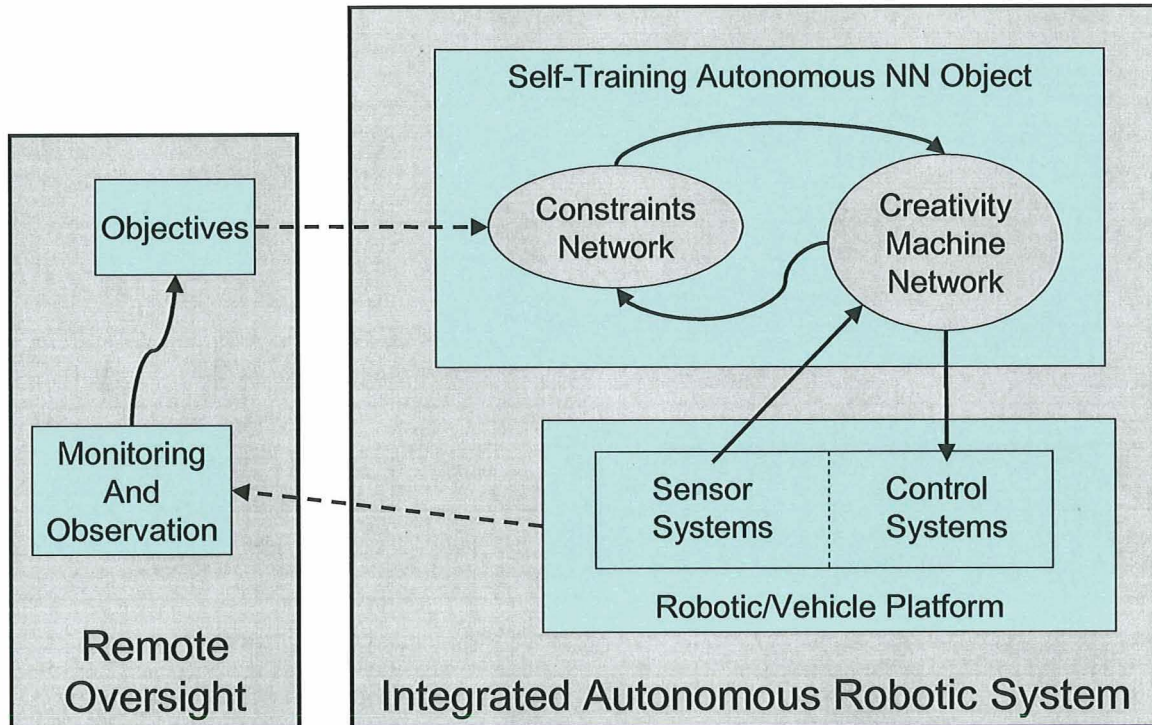 Self-Training Autonomous NN Object
Constraints
Network
Creativity
Machine
Network
Objectives
Monitoring
And
Observation
Sensor
Systems
Control
Systems
Robotic/Vehicle Platform
Remote
Oversight
Integrated Autonomous Robotic System